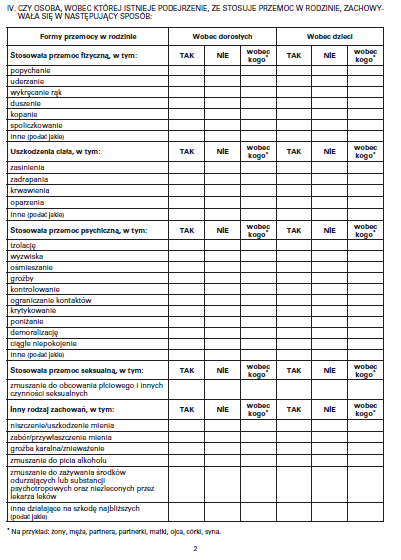 IV. CZY OSOBA, WOBEC KTÓREJ ISTNIEJE PODEJRZENIE, ŻE STOSUJE PRZEMOC W RODZINIE, ZACHOWY-
WAŁA SIĘ W NASTĘPUJĄCY SPOSÓB:
Formy przemocy w rodzinie Wobec dorosłych Wobec dzieci
Stosowała przemoc fizyczną, w tym: TAK NIE wobec kogo* TAK NIE wobec kogo*
popychanie
uderzanie
wykręcanie rąk
duszenie
kopanie
spoliczkowanie
inne (podać jakie)
Uszkodzenia ciała, w tym: TAK NIE wobec kogo* TAK NIE wobec kogo*
zasinienia
zadrapania
krwawienia
oparzenia
inne (podać jakie)
Stosowała przemoc psychiczną, w tym: TAK NIE wobec kogo* TAK NIE wobec kogo*
izolację
wyzwiska
ośmieszanie
groźby
kontrolowanie
ograniczanie kontaktów
krytykowanie
poniżanie
demoralizację
ciągłe niepokojenie
inne (podać jakie)
Stosowała przemoc seksualną, w tym: TAK NIE wobec kogo* TAK NIE wobec kogo*
zmuszanie do obcowania płciowego i innych
czynności seksualnych
Inny rodzaj zachowań, w tym: TAK NIE wobec kogo* TAK NIE wobec kogo*
niszczenie/uszkodzenie mienia
zabór/przywłaszczenie mienia
groźba karalna/znieważenie
zmuszanie do picia alkoholu
zmuszanie do zażywania środków
odurzających lub substancji
psychotropowych oraz niezleconych przez
lekarza leków
inne działające na szkodę najbliższych
(podać jakie)
* Na przykład: żony, męża, partnera, partnerki, matki, ojca, córki, syna.
2